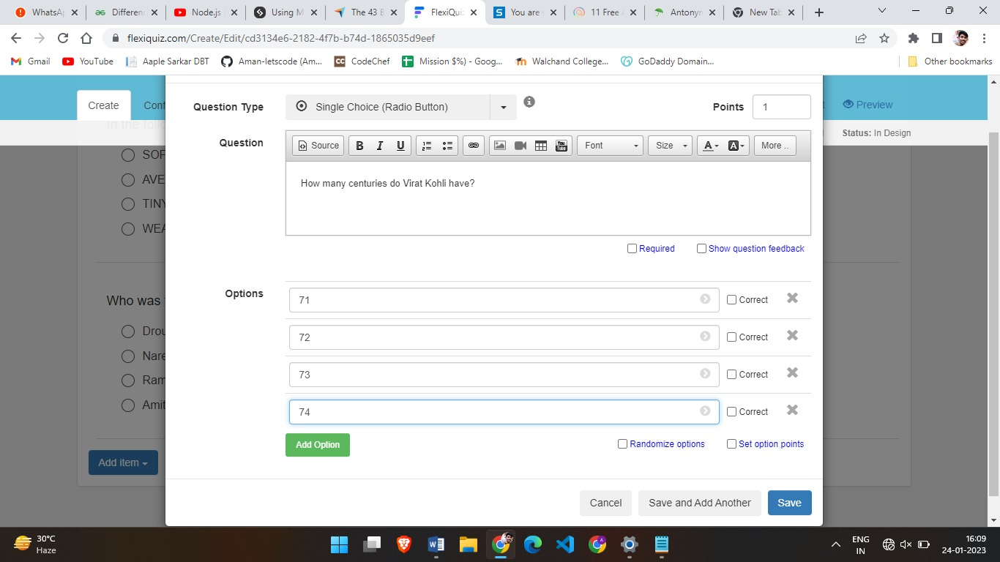 WhatsAp
Differen
Node.js
Using M
The 43 B
FlexiQui
You are
11 Free
Antonym
New Tab
flexiquiz.com/Create/Edit/cd3134e6-2182-4f7b-b74d-1865035d9eef
Gmail
YouTube
Aaple Sarkar DBT
Aman-letscode (Am...
CC CodeChef
Mission $%) - Goog...
Walchand College...
GoDaddy Domain...
Other bookmarks
Create
Conf
Preview
Status: In Design
In the follo
SOF
AVE
TINY
WEA
Who was
Drou
Nare
Ram
Amit
Add item
Question Type
Single Choice (Radio Button)
Points
1
Question
Source
B I U
Font
Size
A
A
More ..
How many centuries do Virat Kohli have?
Required
Show question feedback
Options
71
Correct
72
Correct
73
Correct
74
Correct
Add Option
Randomize options
Set option points
Cancel
Save and Add Another
Save
30°C
Haze
ENG
IN
16:09
24-01-2023